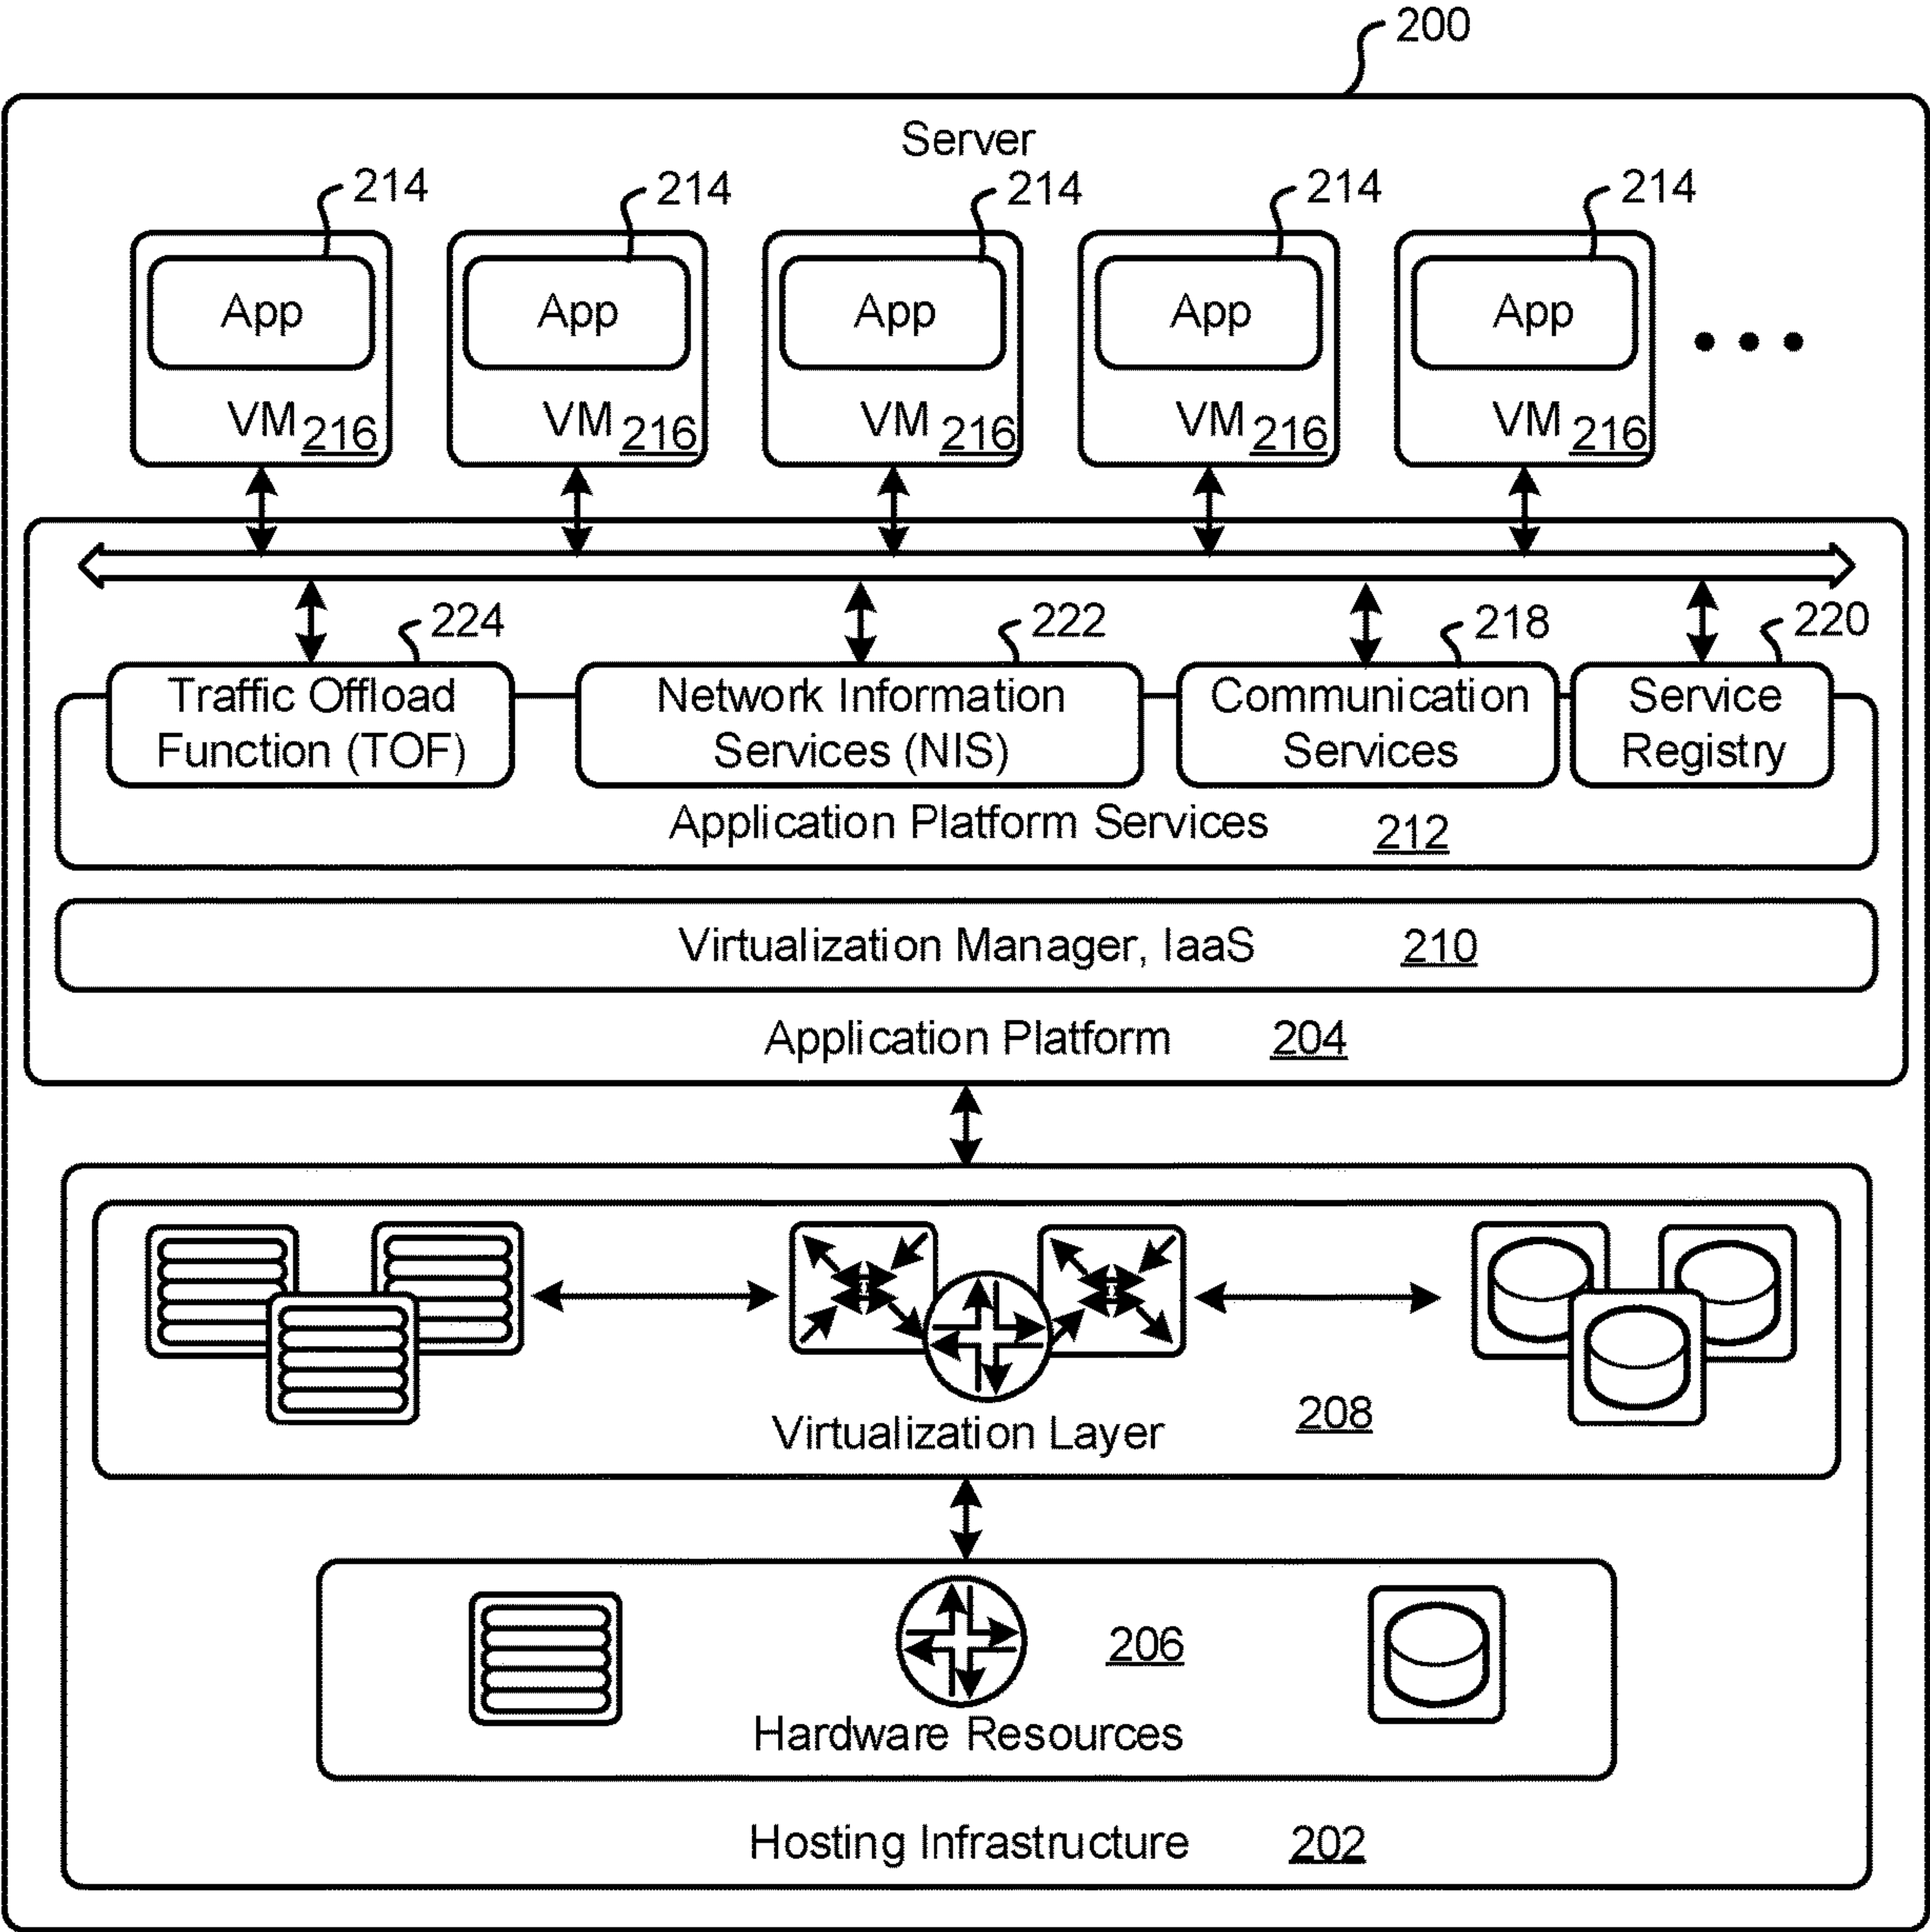 200
Server
214 214 214 214 214
App App App App App
VM 216 VM 216 VM 216 VM 216 VM 216
224 222 218 220
Traffic Offload
Function (TOF)
Network Information
Services (NIS)
Communication
Services
Service
Registry
Application Platform Services 212
Virtualization Manager, IaaS 210
Application Platform 204
Virtualization Layer 208
206
Hardware Resources
Hosting Infrastructure 202